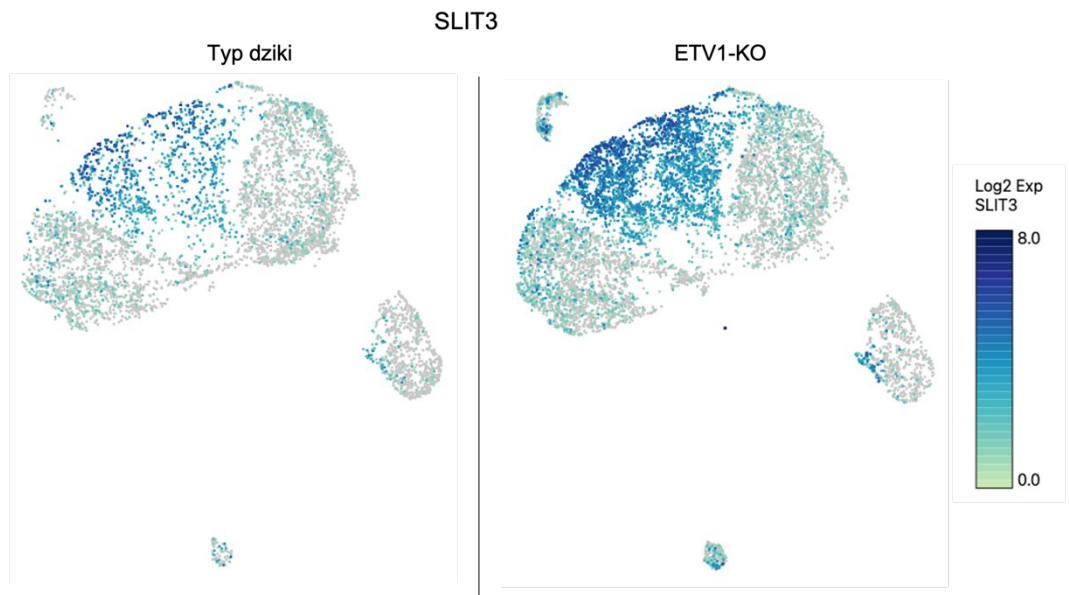 SLIT3
Typ dziki
ETV1-KO
Log2 Exp
SLIT3
8.0
0.0